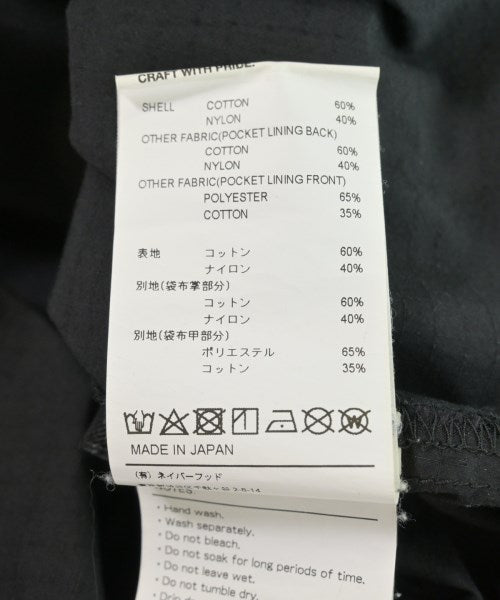 CRAFT WITH PRIDE.
SHELL COTTON 60%
NYLON 40%
OTHER FABRIC(POCKET LINING BACK)
COTTON 60%
NYLON 40%
OTHER FABRIC(POCKET LINING FRONT)
POLYESTER 65%
COTTON 35%
表地 コットン 60%
ナイロン 40%
別地(袋布掌部分)
コットン 60%
ナイロン 40%
別地(袋布甲部分)
ポリエステル 65%
コットン 35%
W
MADE IN JAPAN
(有) ネイバーフッド
2-8-14
NOTES.
・Hand wash.
・Wash separately.
・Do not bleach.
・Do not soak for long periods of time.
・Do not leave wet.
・Do not tumble dry.
・Drip